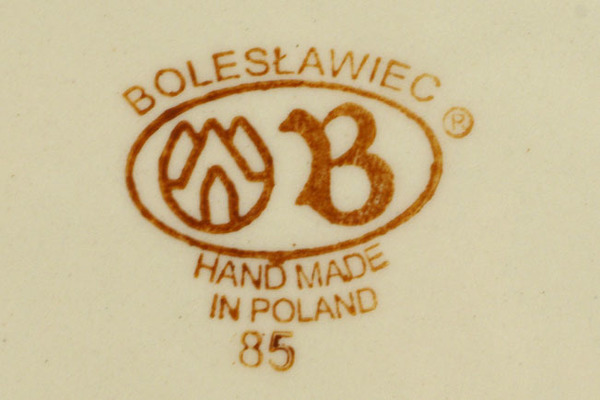 BOLESŁAWIEC
®
B
HAND MADE
IN POLAND
85